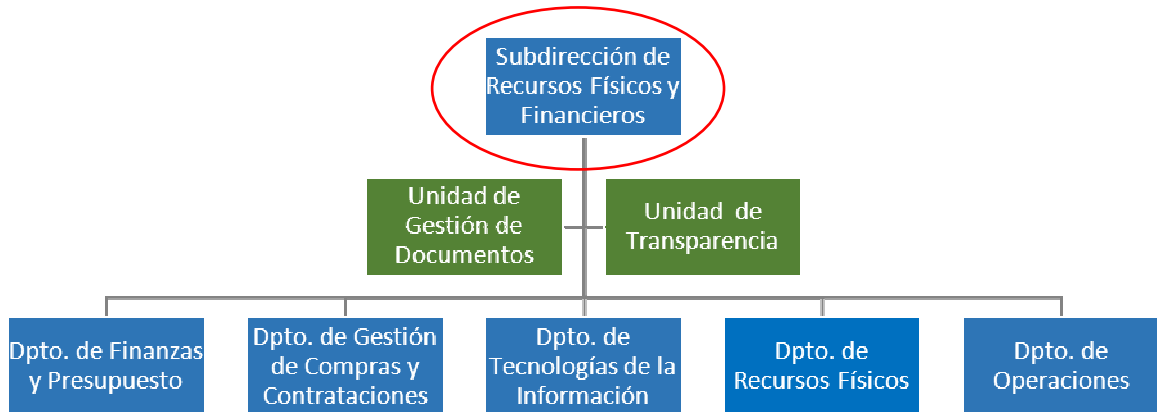 Subdirección de
Recursos Físicos y
Financieros
Unidad de
Gestión de
Documentos
Unidad de
Transparencia
Dpto. de Finanzas
y Presupuesto
Dpto. de Gestión
de Compras y
Contrataciones
Dpto. de
Tecnologías de la
Información
Dpto. de
Recursos Físicos
Dpto. de
Operaciones